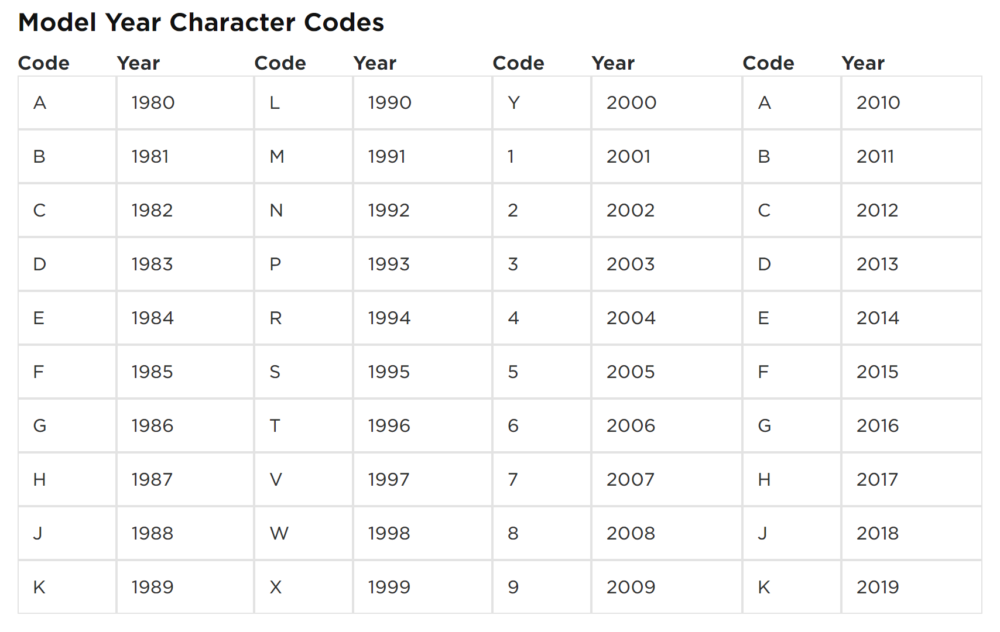 Model Year Character Codes
Code Year Code Year Code Year Code Year
A 1980 L 1990 Y 2000 A 2010
B 1981 M 1991 1 2001 B 2011
C 1982 N 1992 2 2002 C 2012
D 1983 P 1993 3 2003 D 2013
E 1984 R 1994 4 2004 E 2014
F 1985 S 1995 5 2005 F 2015
G 1986 T 1996 6 2006 G 2016
H 1987 V 1997 7 2007 H 2017
J 1988 W 1998 8 2008 J 2018
K 1989 X 1999 9 2009 K 2019